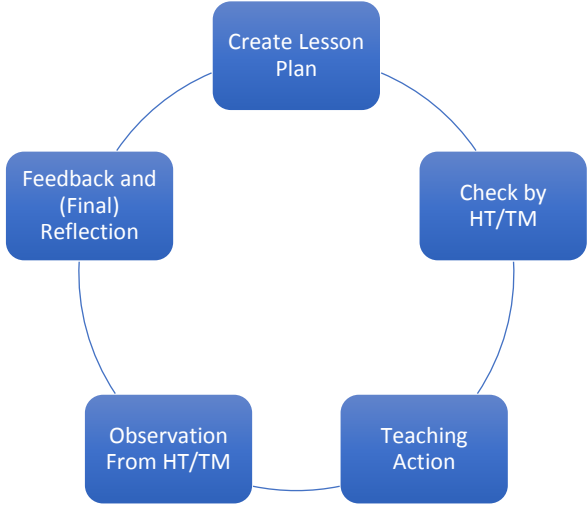 Create Lesson
Plan
Check by
HT/TM
Teaching
Action
Observation
From HT/TM
Feedback and
(Final)
Reflection